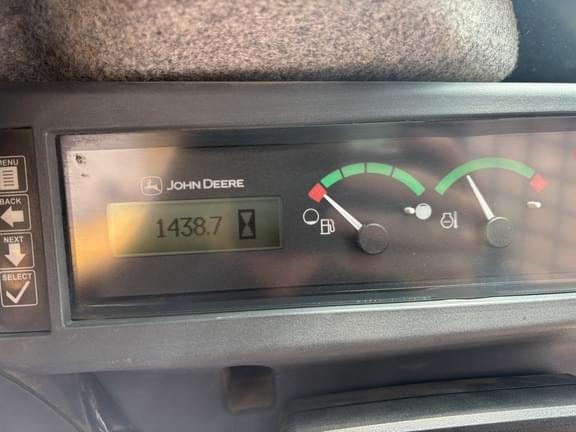 MENU
BACK
NEXT
SELECT
JOHN DEERE
1438.7